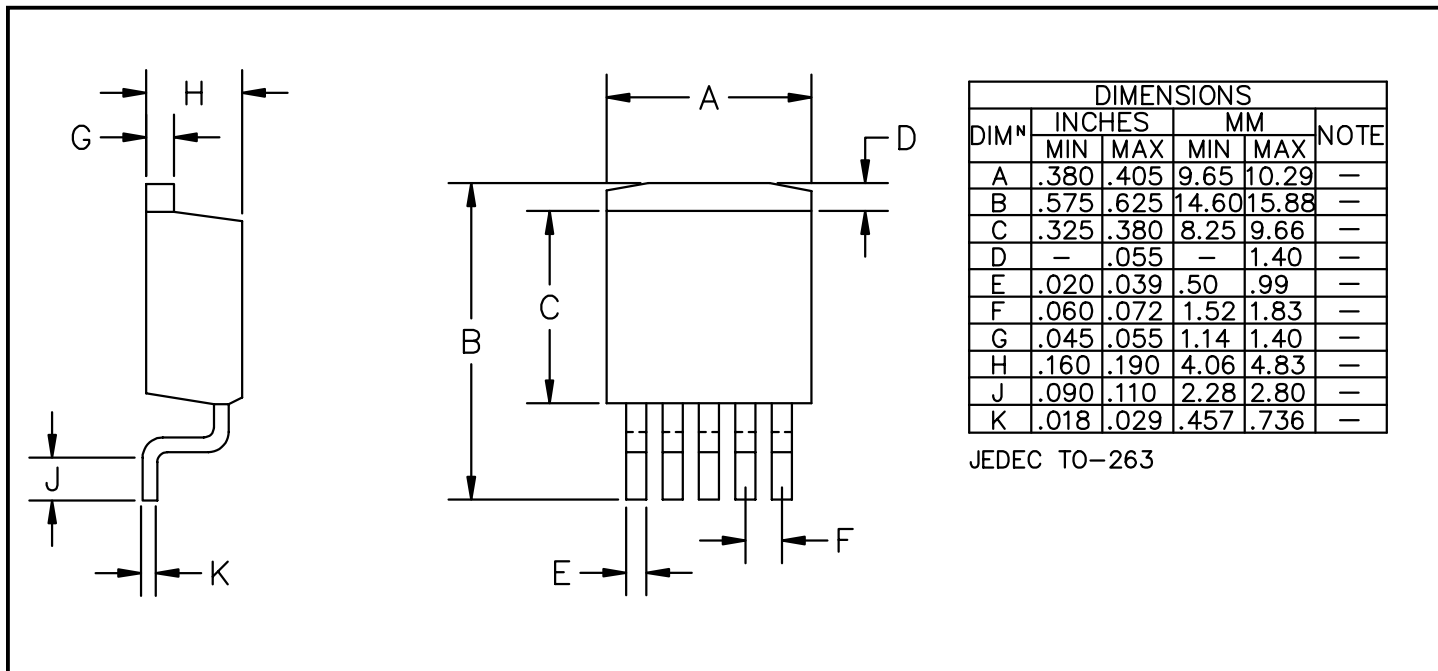 H
G
A
D
C
B
J
K
E
F
DIMENSIONS
DIMᴺ INCHES MM NOTE
MIN MAX MIN MAX
A .380 .405 9.65 10.29 –
B .575 .625 14.60 15.88 –
C .325 .380 8.25 9.66 –
D – .055 – 1.40 –
E .020 .039 .50 .99 –
F .060 .072 1.52 1.83 –
G .045 .055 1.14 1.40 –
H .160 .190 4.06 4.83 –
J .090 .110 2.28 2.80 –
K .018 .029 .457 .736 –
JEDEC TO–263